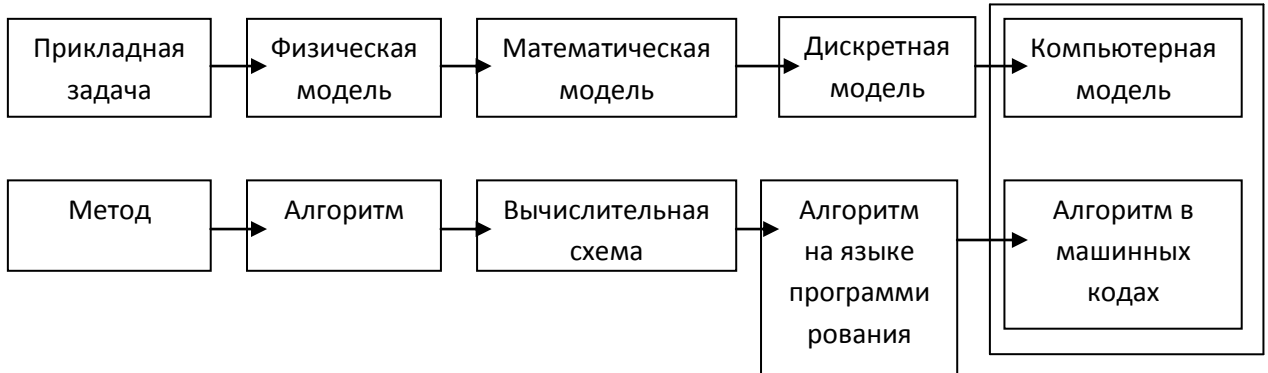 Прикладная
задача
Физическая
модель
Математическая
модель
Дискретная
модель
Компьютерная
модель
Метод
Алгоритм
Вычислительная
схема
Алгоритм
на языке
программи
рования
Алгоритм в
машинных
кодах